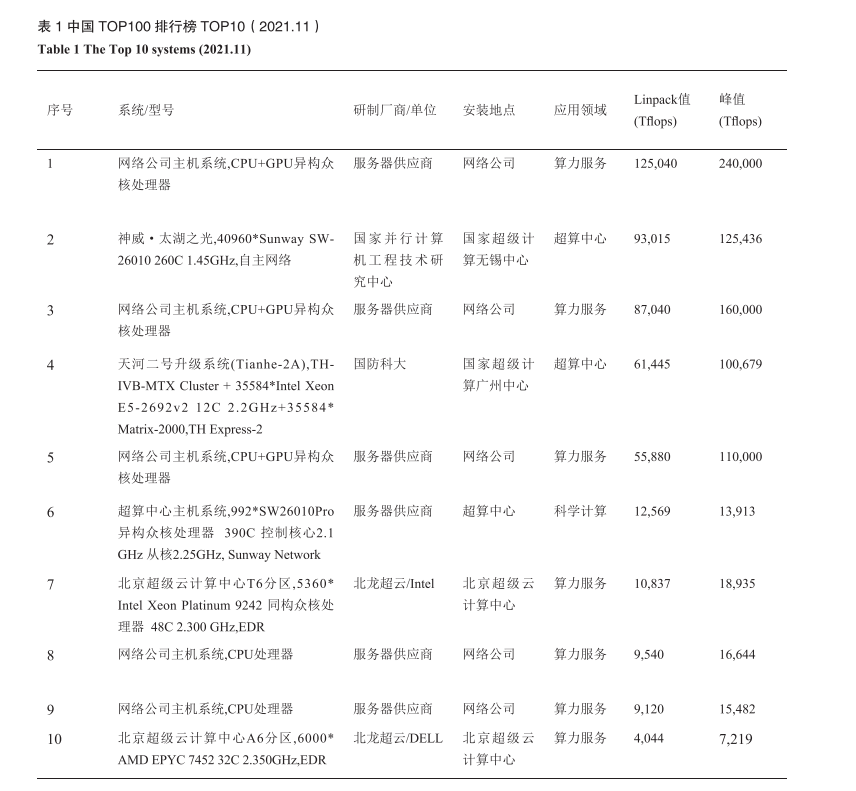 表 1 中国 TOP100 排行榜 TOP10（2021.11）
Table 1 The Top 10 systems (2021.11)
序号 系统/型号 研制厂商/单位 安装地点 应用领域 Linpack值 (Tflops) 峰值 (Tflops)
1 网络公司主机系统,CPU+GPU异构众 服务器供应商 网络公司 算力服务 125,040 240,000
核处理器
2 神威·太湖之光,40960*Sunway SW- 国家并行计算 国家超级计 超算中心 93,015 125,436
26010 260C 1.45GHz,自主网络 机工程技术研 算无锡中心
究中心
3 网络公司主机系统,CPU+GPU异构众 服务器供应商 网络公司 算力服务 87,040 160,000
核处理器
4 天河二号升级系统(Tianhe-2A),TH- 国防科大 国家超级计 超算中心 61,445 100,679
IVB-MTX Cluster + 35584*Intel Xeon 算广州中心
E5-2692v2 12C 2.2GHz+35584*
Matrix-2000,TH Express-2
5 网络公司主机系统,CPU+GPU异构众 服务器供应商 网络公司 算力服务 55,880 110,000
核处理器
6 超算中心主机系统,992*SW26010Pro 服务器供应商 超算中心 科学计算 12,569 13,913
异构众核处理器 390C 控制核心2.1
GHz 从核2.25GHz, Sunway Network
7 北京超级云计算中心T6分区,5360* 北龙超云/Intel 北京超级云 算力服务 10,837 18,935
Intel Xeon Platinum 9242 同构众核处 计算中心
理器 48C 2.300 GHz,EDR
8 网络公司主机系统,CPU处理器 服务器供应商 网络公司 算力服务 9,540 16,644
9 网络公司主机系统,CPU处理器 服务器供应商 网络公司 算力服务 9,120 15,482
10 北京超级云计算中心A6分区,6000* 北龙超云/DELL 北京超级云 算力服务 4,044 7,219
AMD EPYC 7452 32C 2.350GHz,EDR 计算中心